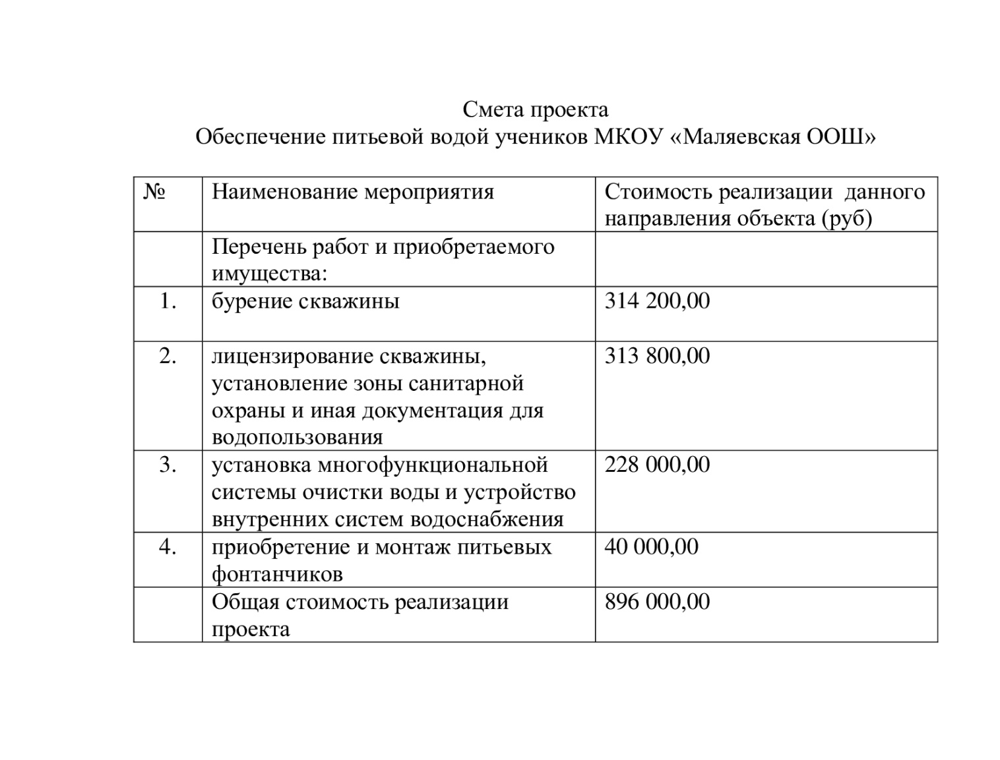 Смета проекта
Обеспечение питьевой водой учеников МКОУ «Маляевская ООШ»
№ Наименование мероприятия Стоимость реализации данного
направления объекта (руб)
Перечень работ и приобретаемого
имущества:
1. бурение скважины 314 200,00
2. лицензирование скважины, 313 800,00
установление зоны санитарной
охраны и иная документация для
водопользования
3. установка многофункциональной 228 000,00
системы очистки воды и устройство
внутренних систем водоснабжения
4. приобретение и монтаж питьевых 40 000,00
фонтанчиков
Общая стоимость реализации 896 000,00
проекта